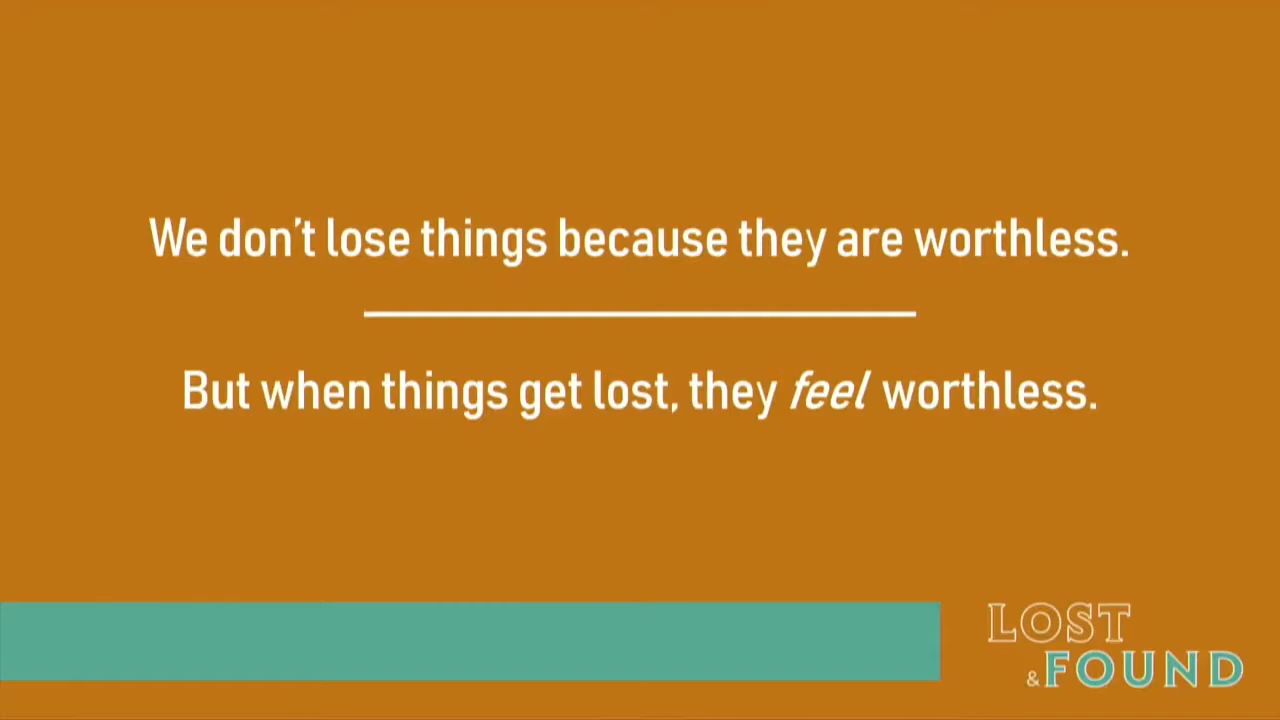 We don't lose things because they are worthless.
But when things get lost, they feel worthless.
LOST
&FOUND